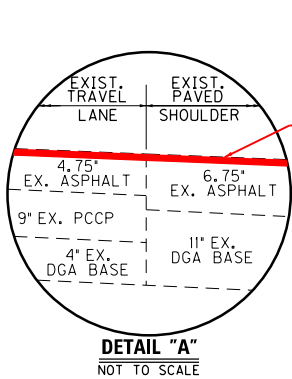 EXIST.
TRAVEL
LANE
EXIST.
PAVED
SHOULDER
4.75"
EX. ASPHALT
6.75"
EX. ASPHALT
9" EX. PCCP
11" EX.
DGA BASE
4" EX.
DGA BASE
DETAIL "A"
NOT TO SCALE